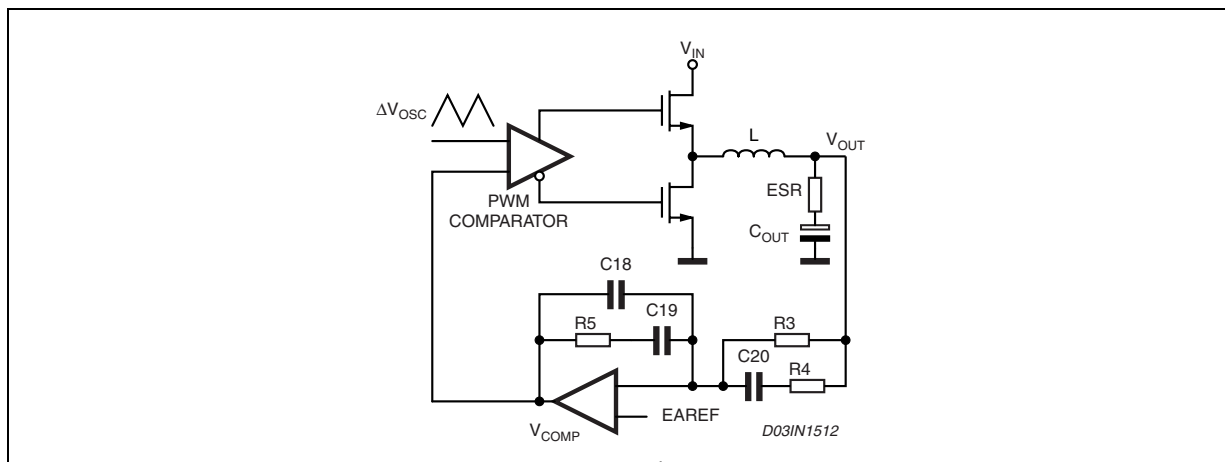 V_IN
ΔV_OSC
L
V_OUT
ESR
PWM
COMPARATOR
C_OUT
C18
C19
R5
R3
C20
R4
EAREF
V_COMP
D03IN1512